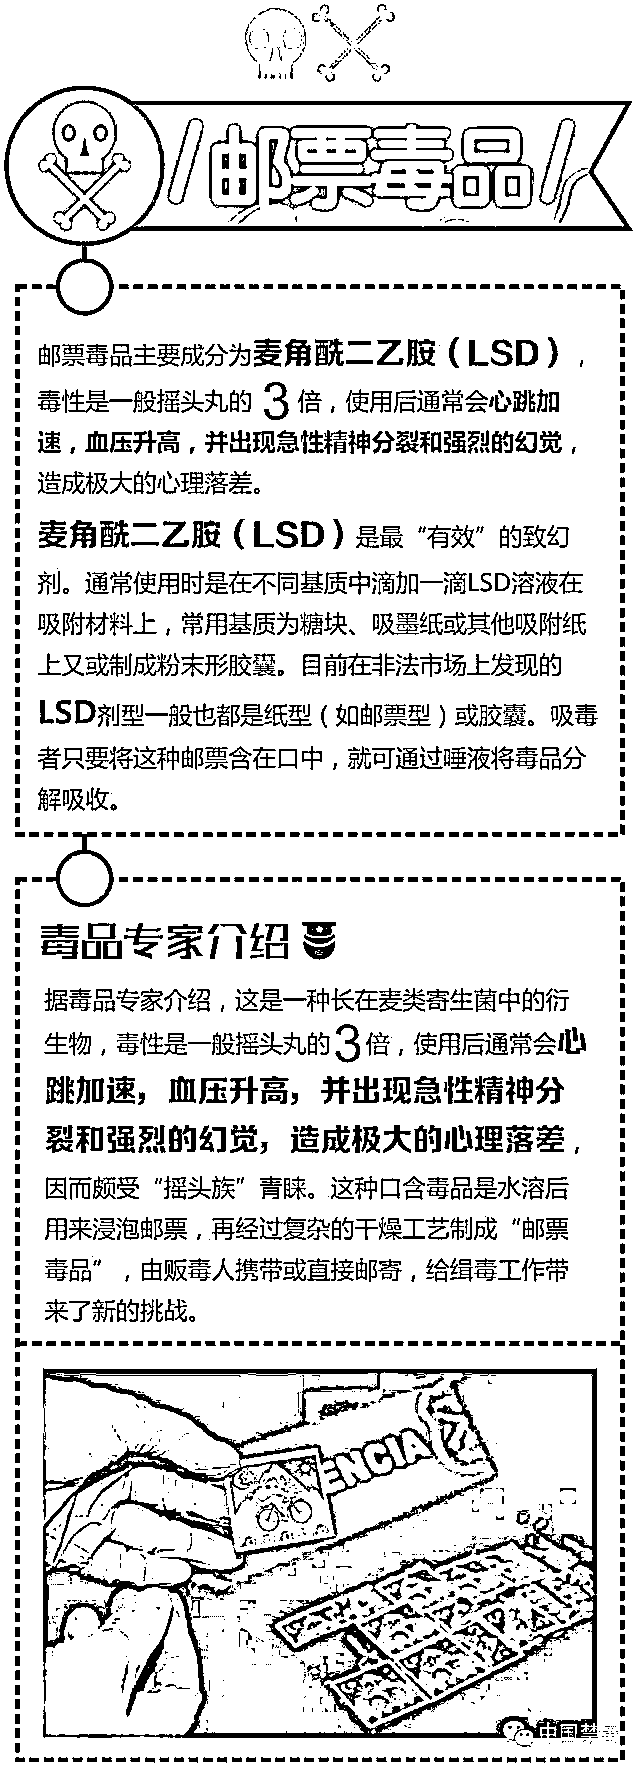 邮票毒品
邮票毒品主要成分为麦角酰二乙胺（LSD），
毒性是一般摇头丸的 3 倍，使用后通常会心跳加
速，血压升高，并出现急性精神分裂和强烈的幻觉，
造成极大的心理落差。
麦角酰二乙胺（LSD）是最“有效”的致幻
剂。通常使用时是在不同基质中滴加一滴LSD溶液在
吸附材料上，常用基质为糖块、吸墨纸或其他吸附纸
上又或制成粉末形胶囊。目前在非法市场上发现的
LSD剂型一般也都是纸型（如邮票型）或胶囊。吸毒
者只要将这种邮票含在口中，就可通过唾液将毒品分
解吸收。
毒品专家介绍
据毒品专家介绍，这是一种长在麦类寄生菌中的衍
生物，毒性是一般摇头丸的3倍，使用后通常会心
跳加速，血压升高，并出现急性精神分
裂和强烈的幻觉，造成极大的心理落差，
因而颇受“摇头族”青睐。这种口含毒品是水溶后
用来浸泡邮票，再经过复杂的干燥工艺制成“邮票
毒品”，由贩毒人携带或直接邮寄，给缉毒工作带
来了新的挑战。
ENCIA
中国禁毒